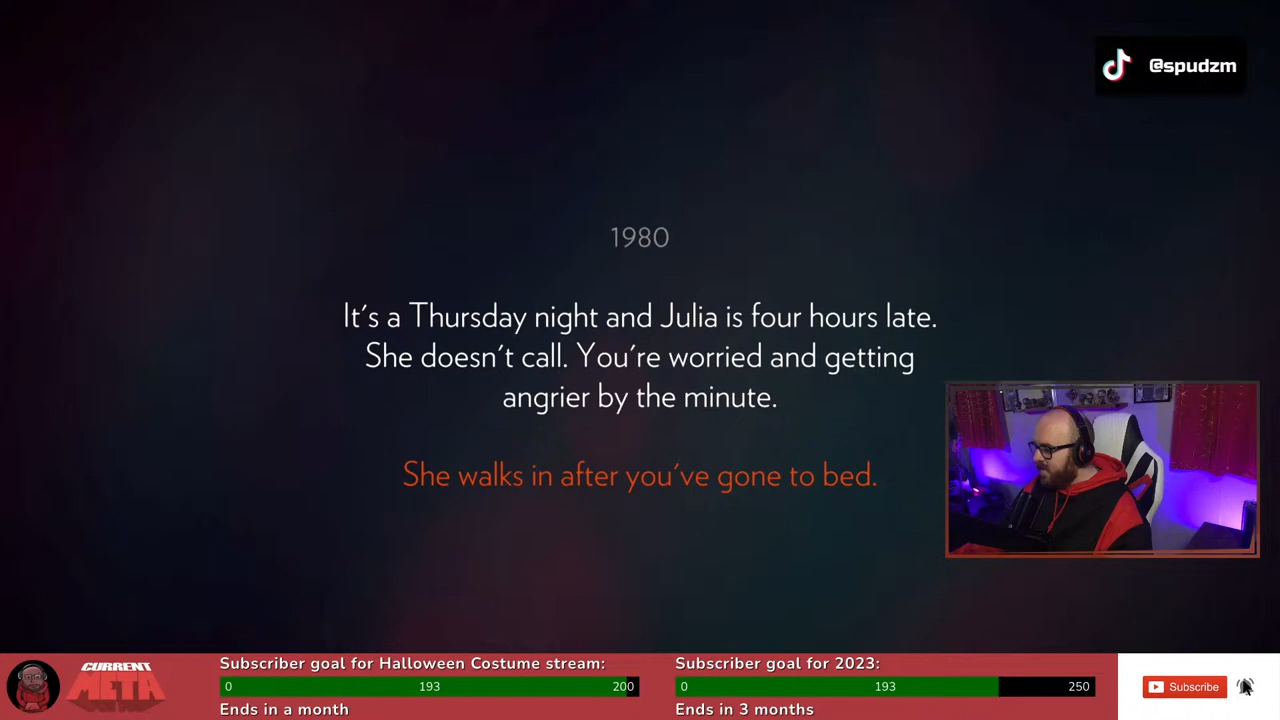 @spudzm
1980
It's a Thursday night and Julia is four hours late.
She doesn't call. You're worried and getting
angrier by the minute.
She walks in after you've gone to bed.
CURRENT
META
Subscriber goal for Halloween Costume stream:
0 193 200
Ends in a month
Subscriber goal for 2023:
0 193 250
Ends in 3 months
Subscribe